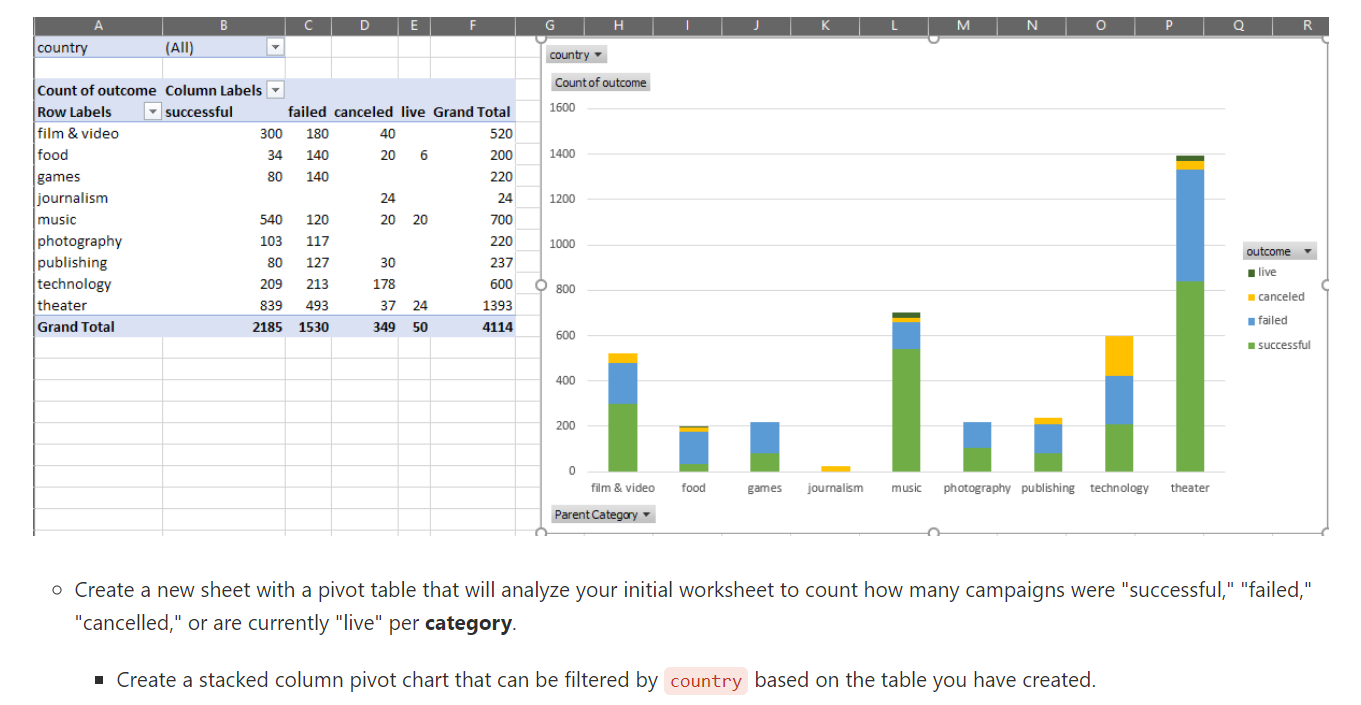 A B C D E F G H I J K L M N O P Q R
country (All)
Count of outcome Column Labels
Row Labels successful failed canceled live Grand Total
film & video 300 180 40 520
food 34 140 20 6 200
games 80 140 220
journalism 24 24
music 540 120 20 20 700
photography 103 117 220
publishing 80 127 30 237
technology 209 213 178 600
theater 839 493 37 24 1393
Grand Total 2185 1530 349 50 4114
country
Count of outcome
1600
1400
1200
1000
800
600
400
200
0
film & video food games journalism music photography publishing technology theater
Parent Category
outcome
live
canceled
failed
successful
Create a new sheet with a pivot table that will analyze your initial worksheet to count how many campaigns were "successful," "failed,"
"cancelled," or are currently "live" per category.
Create a stacked column pivot chart that can be filtered by country based on the table you have created.